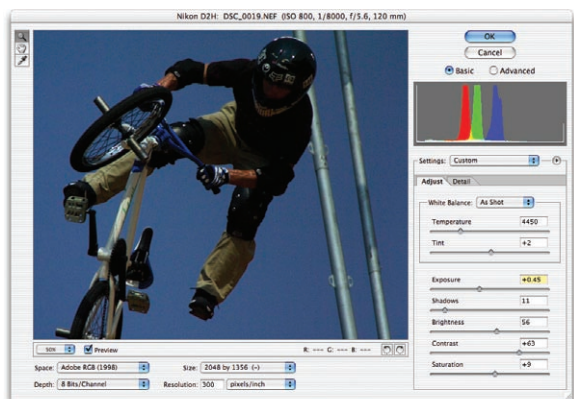 Nikon D2H: DSC_0019.NEF (ISO 800, 1/8000, f/5.6, 120 mm)
OK
Cancel
Basic Advanced
Settings: Custom
Adjust Detail
White Balance: As Shot
Temperature 4450
Tint +2
Exposure +0.45
Shadows 11
Brightness 56
Contrast +63
Saturation +9
50% Preview R: --- G: --- B: ---
Space: Adobe RGB (1998) Size: 2048 by 1356 (-)
Depth: 8 Bits/Channel Resolution: 300 pixels/inch
FOX